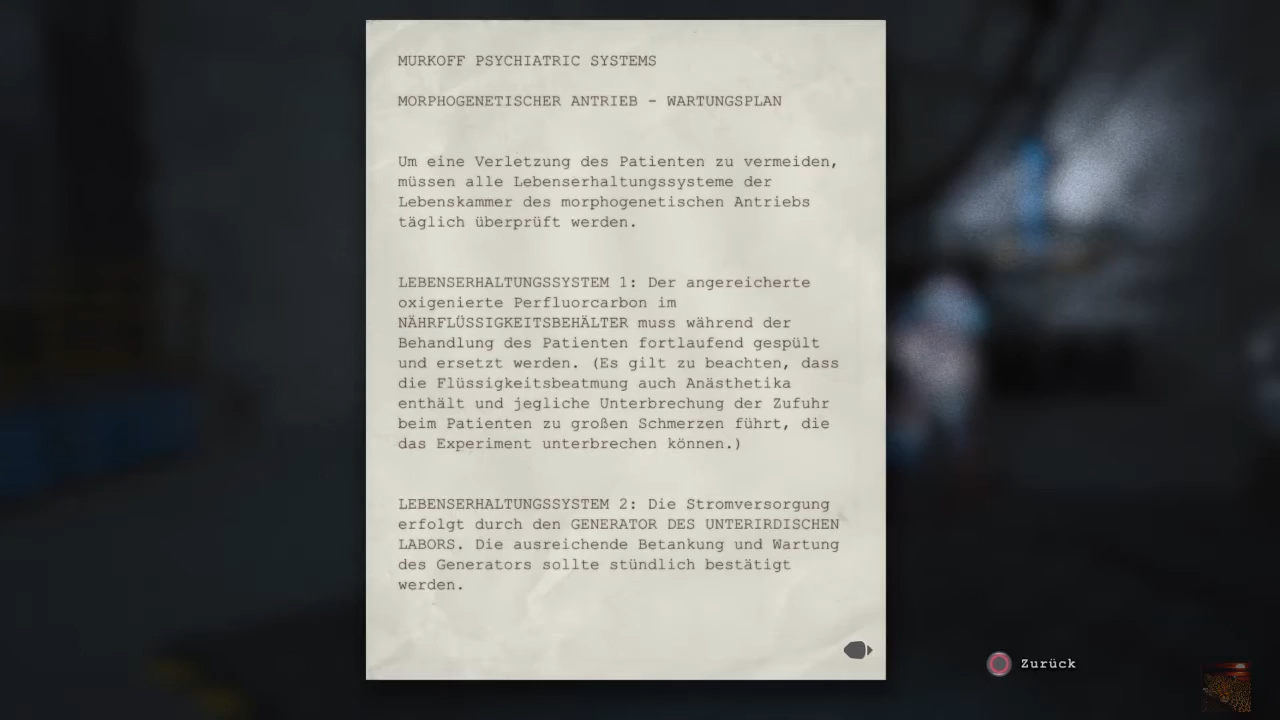 MURKOFF PSYCHIATRIC SYSTEMS
MORPHOGENETISCHER ANTRIEB - WARTUNGSPLAN
Um eine Verletzung des Patienten zu vermeiden,
müssen alle Lebenserhaltungssysteme der
Lebenskammer des morphogenetischen Antriebs
täglich überprüft werden.
LEBENSERHALTUNGSSYSTEM 1: Der angereicherte
oxigenierte Perfluorcarbon im
NÄHRFLÜSSIGKEITSBEHÄLTER muss während der
Behandlung des Patienten fortlaufend gespült
und ersetzt werden. (Es gilt zu beachten, dass
die Flüssigkeitsbeatmung auch Anästhetika
enthält und jegliche Unterbrechung der Zufuhr
beim Patienten zu großen Schmerzen führt, die
das Experiment unterbrechen können.)
LEBENSERHALTUNGSSYSTEM 2: Die Stromversorgung
erfolgt durch den GENERATOR DES UNTERIRDISCHEN
LABORS. Die ausreichende Betankung und Wartung
des Generators sollte stündlich bestätigt
werden.
Zurück